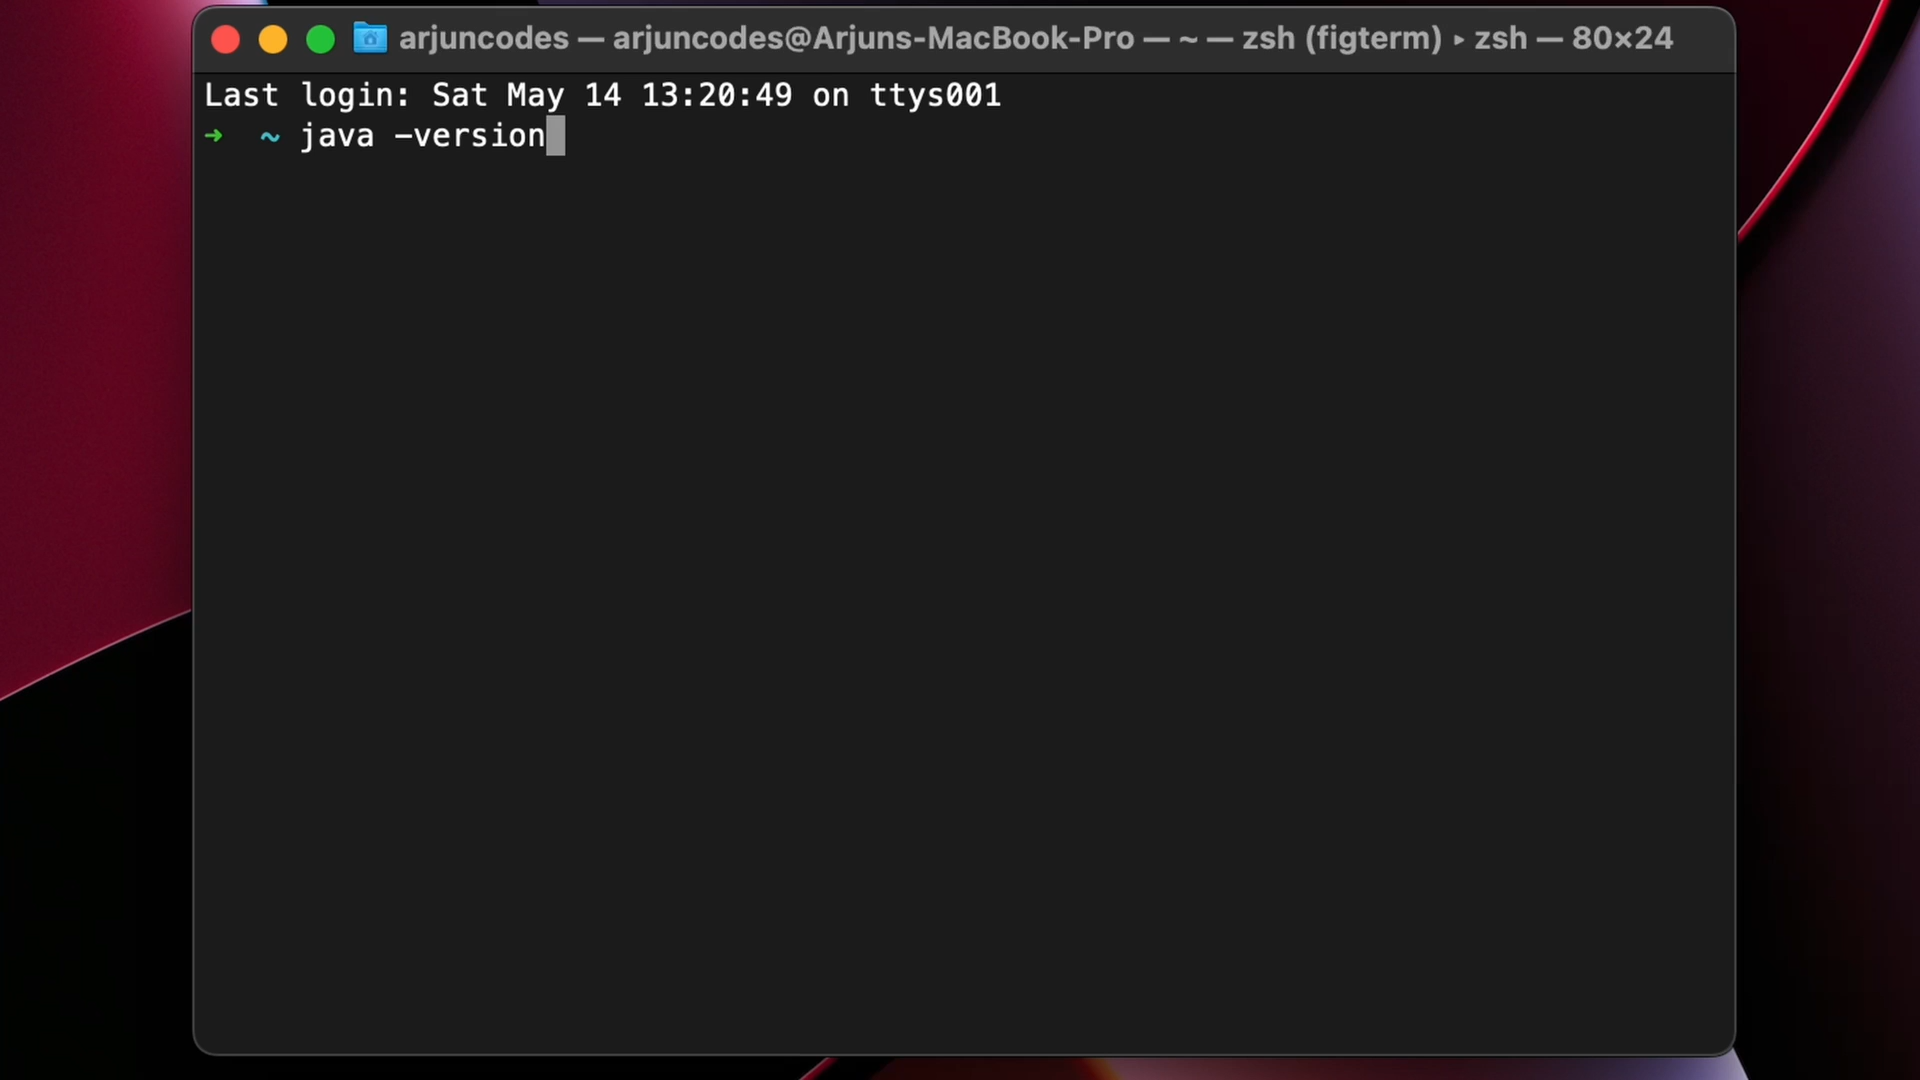 arjuncodes — arjuncodes@Arjuns-MacBook-Pro — ~ — zsh (figterm) ▸ zsh — 80×24
Last login: Sat May 14 13:20:49 on ttys001
➜  ~ java -version